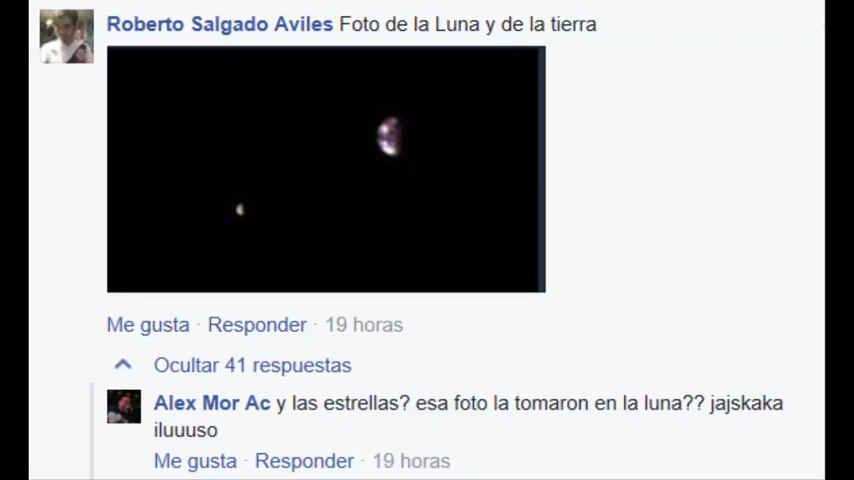 Roberto Salgado Aviles Foto de la Luna y de la tierra
Me gusta · Responder · 19 horas
Ocultar 41 respuestas
Alex Mor Ac y las estrellas? esa foto la tomaron en la luna?? jajskaka
iluuuso
Me gusta · Responder · 19 horas